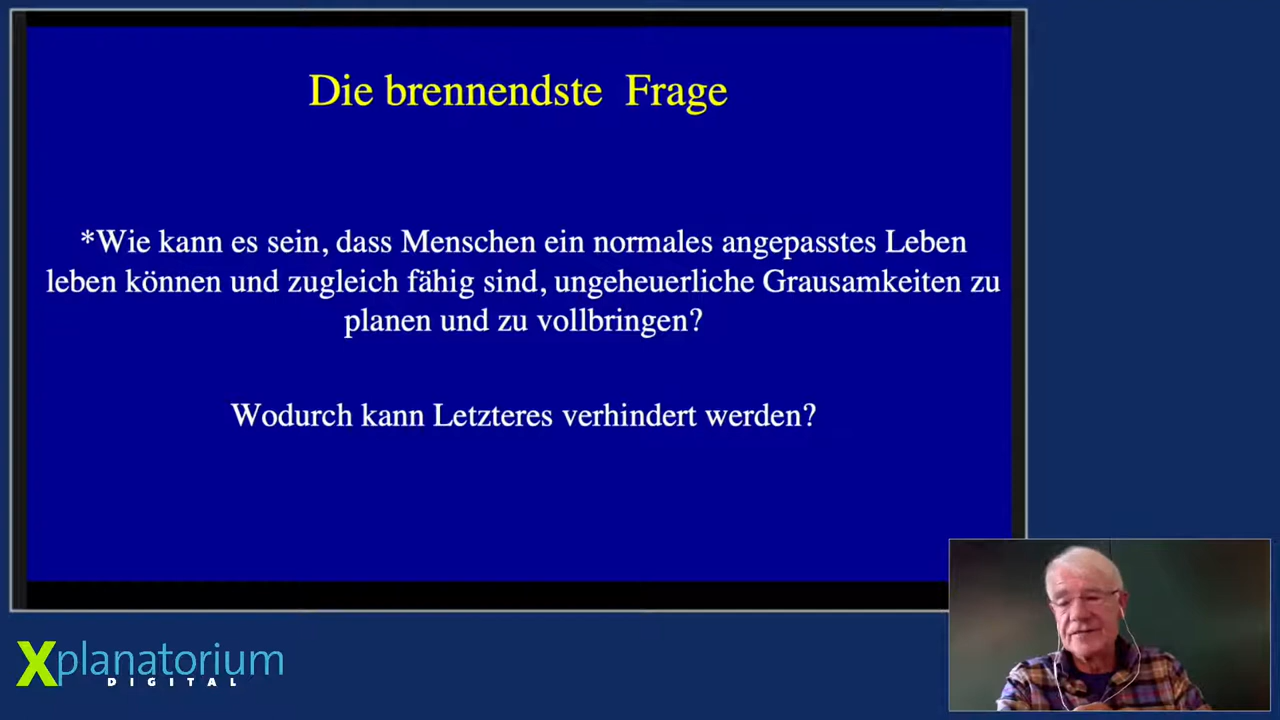 Die brennendste Frage
*Wie kann es sein, dass Menschen ein normales angepasstes Leben
leben können und zugleich fähig sind, ungeheuerliche Grausamkeiten zu
planen und zu vollbringen?
Wodurch kann Letzteres verhindert werden?
Xplanatorium
DIGITAL